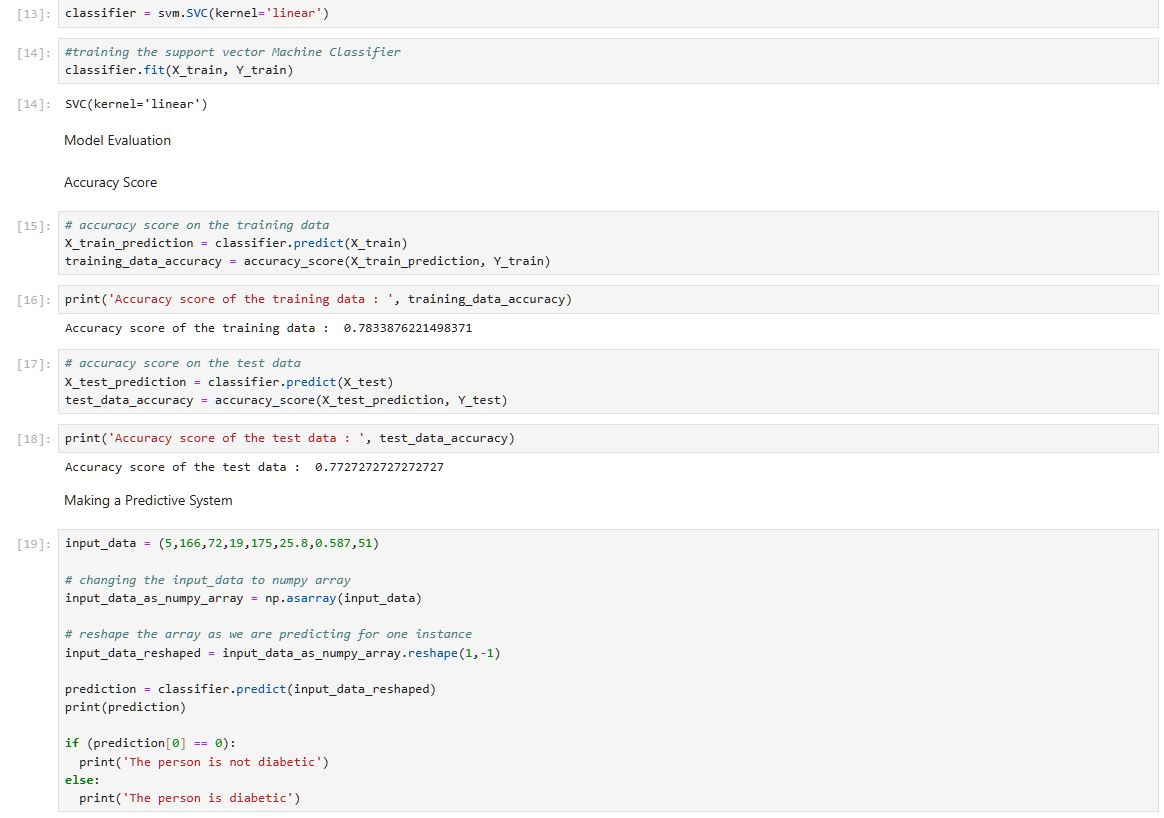 [13]: classifier = svm.SVC(kernel='linear')
[14]: #training the support vector Machine Classifier
classifier.fit(X_train, Y_train)
[14]: SVC(kernel='linear')
Model Evaluation
Accuracy Score
[15]: # accuracy score on the training data
X_train_prediction = classifier.predict(X_train)
training_data_accuracy = accuracy_score(X_train_prediction, Y_train)
[16]: print('Accuracy score of the training data : ', training_data_accuracy)
Accuracy score of the training data :  0.7833876221498371
[17]: # accuracy score on the test data
X_test_prediction = classifier.predict(X_test)
test_data_accuracy = accuracy_score(X_test_prediction, Y_test)
[18]: print('Accuracy score of the test data : ', test_data_accuracy)
Accuracy score of the test data :  0.7727272727272727
Making a Predictive System
[19]: input_data = (5,166,72,19,175,25.8,0.587,51)
# changing the input_data to numpy array
input_data_as_numpy_array = np.asarray(input_data)
# reshape the array as we are predicting for one instance
input_data_reshaped = input_data_as_numpy_array.reshape(1,-1)
prediction = classifier.predict(input_data_reshaped)
print(prediction)
if (prediction[0] == 0):
  print('The person is not diabetic')
else:
  print('The person is diabetic')